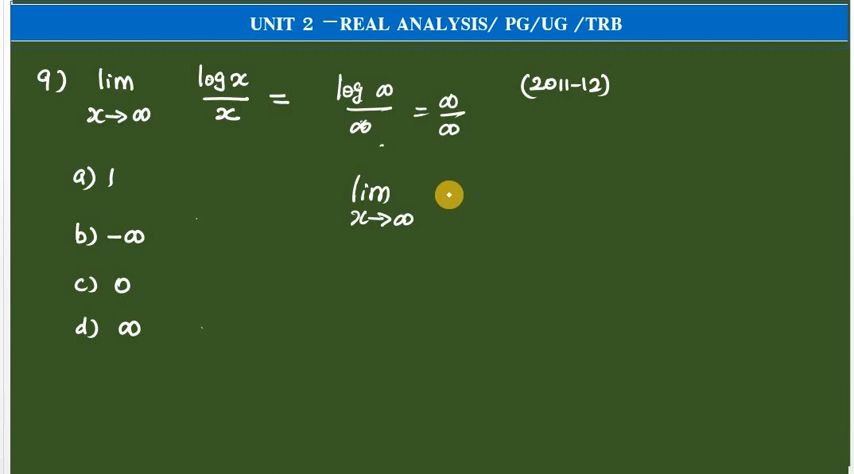 UNIT 2 – REAL ANALYSIS/ PG/UG /TRB
9) lim x→∞ log x / x = log ∞ / ∞ = ∞ / ∞ (2011-12)
a) 1
lim x→∞
b) -∞
c) 0
d) ∞